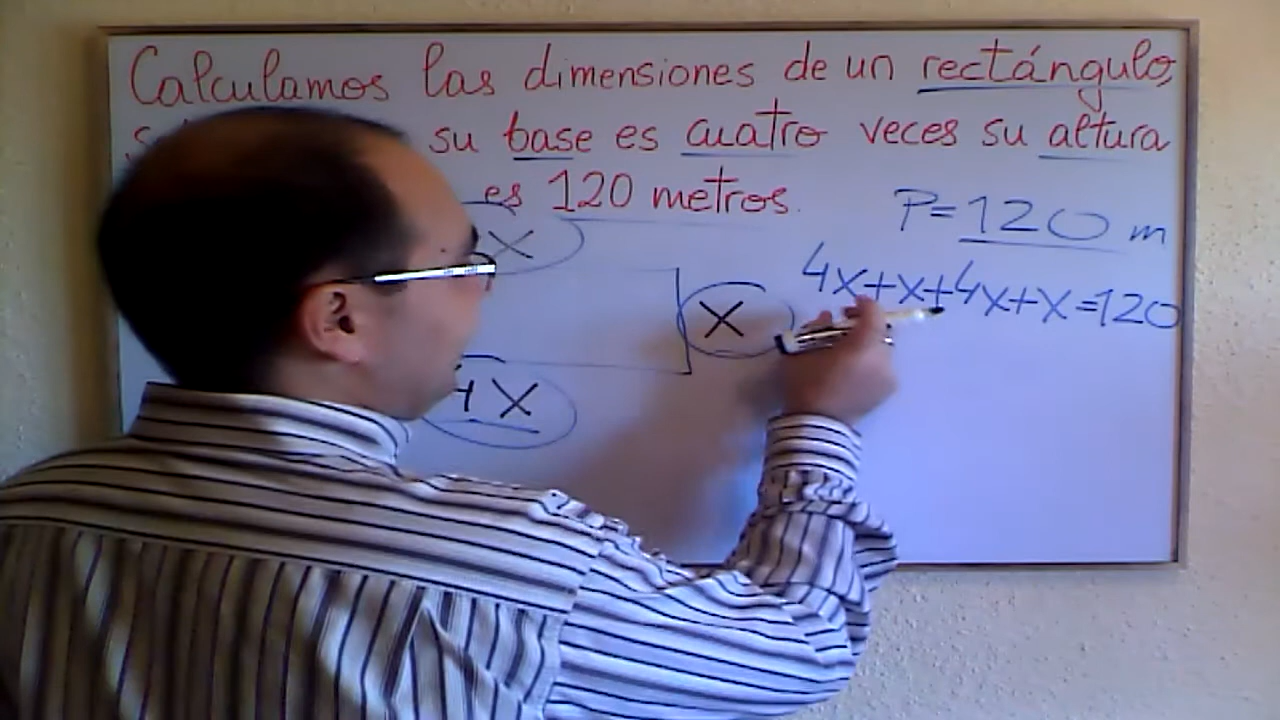 Calculamos las dimensiones de un rectángulo,
su base es cuatro veces su altura
es 120 metros.
P=120 m
X
4x+x+4x+x=120
X
4X